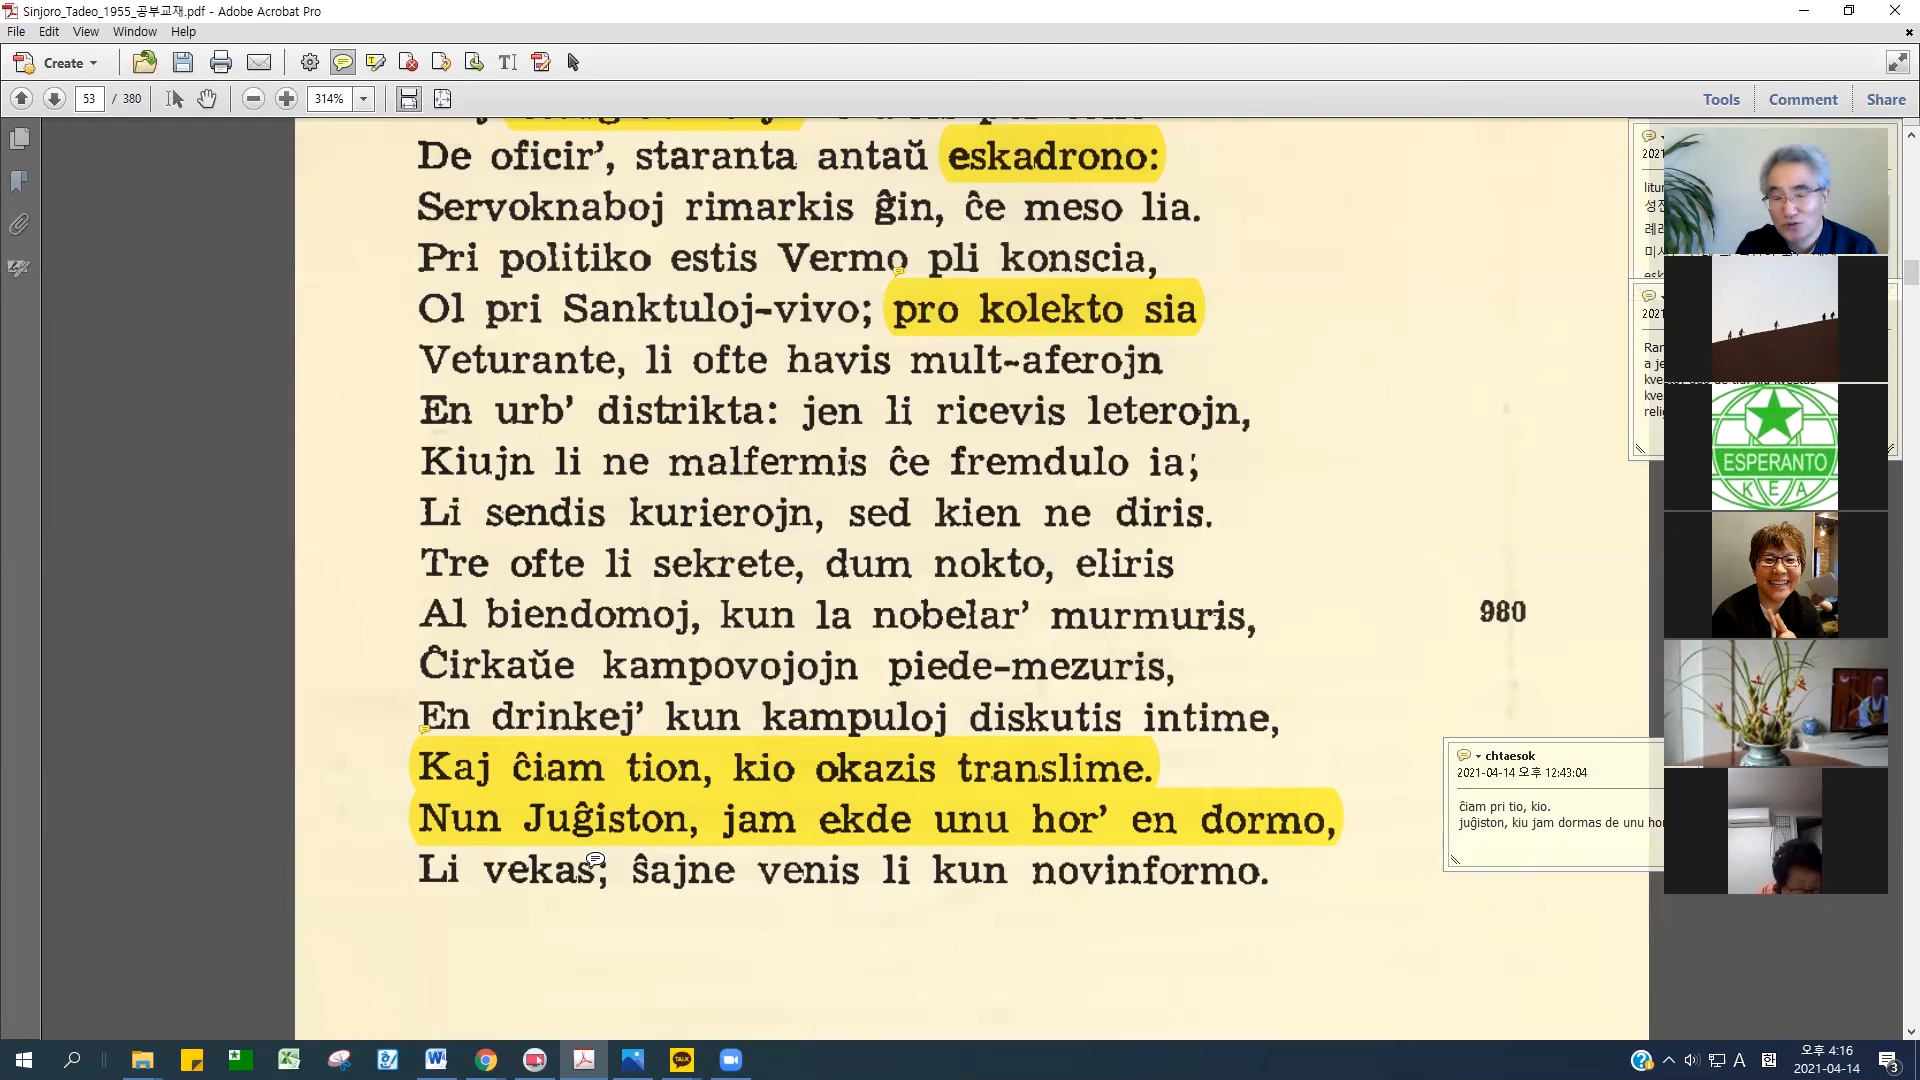 Sinjoro_Tadeo_1955_공부교재.pdf - Adobe Acrobat Pro
File Edit View Window Help
Create
53 / 380 314% Tools Comment Share
De oficir’, staranta antaŭ eskadrono:
Servoknaboj rimarkis ĝin, ĉe meso lia.
Pri politiko estis Vermo pli konscia,
Ol pri Sanktuloj-vivo; pro kolekto sia
Veturante, li ofte havis mult-aferojn
En urb’ distrikta: jen li ricevis leterojn,
Kiujn li ne malfermis ĉe fremdulo ia;
Li sendis kurierojn, sed kien ne diris.
Tre ofte li sekrete, dum nokto, eliris
Al biendomoj, kun la nobelar’ murmuris,
980
Ĉirkaŭe kampovojojn piede-mezuris,
En drinkej’ kun kampuloj diskutis intime,
Kaj ĉiam tion, kio okazis translime.
Nun Juĝiston, jam ekde unu hor’ en dormo,
Li vekas; ŝajne venis li kun novinformo.
2021
2021
chtaesok
2021-04-14 오후 12:43:04
ĉiam pri tio, kio.
juĝiston, kiu jam dormas de unu hor
ESPERANTO
KEA
A 한
오후 4:16
2021-04-14
3